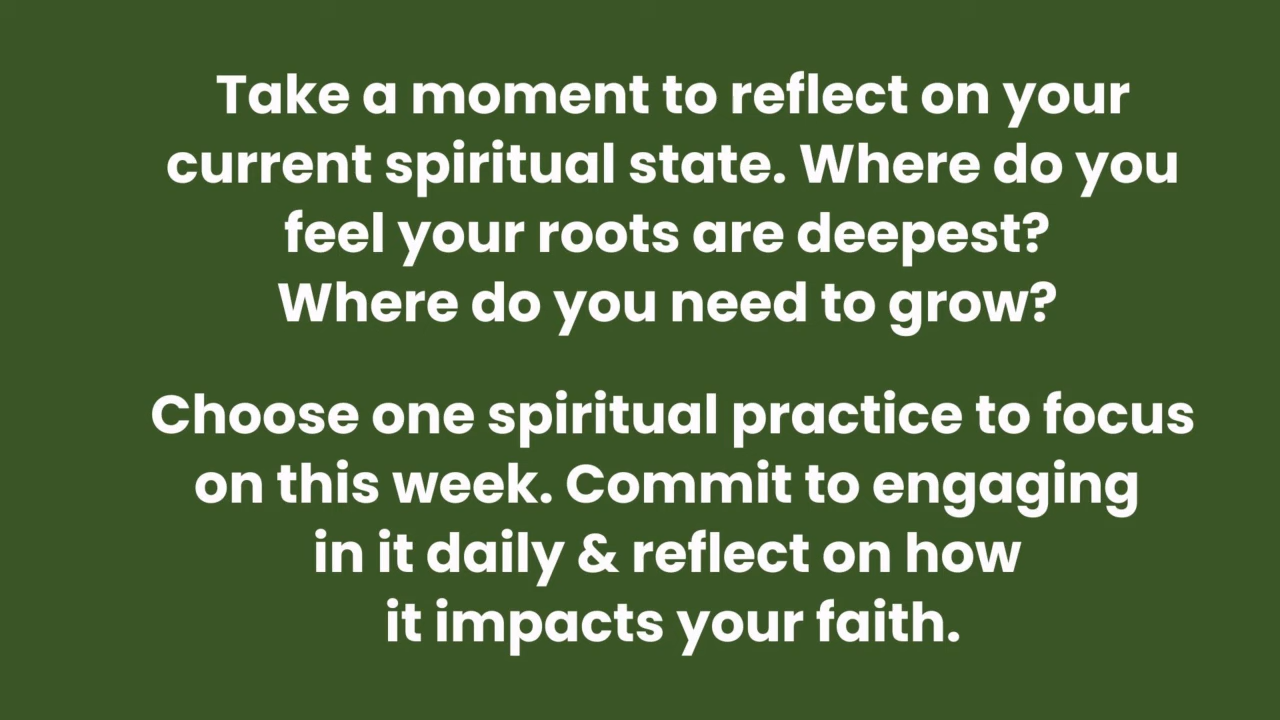 Take a moment to reflect on your
current spiritual state. Where do you
feel your roots are deepest?
Where do you need to grow?
Choose one spiritual practice to focus
on this week. Commit to engaging
in it daily & reflect on how
it impacts your faith.